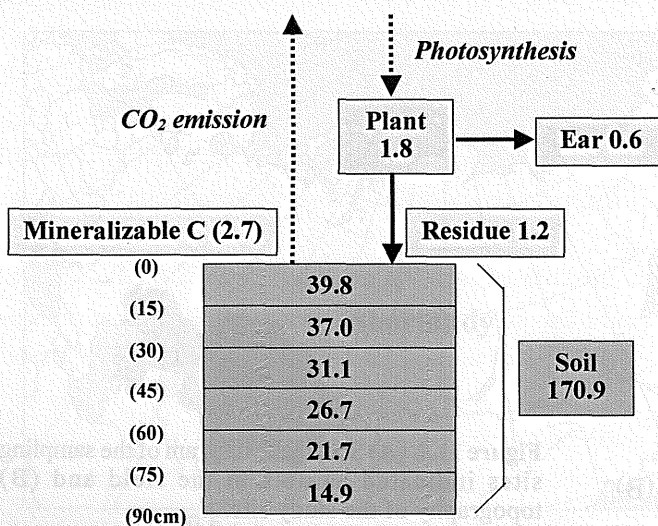 Photosynthesis
CO₂ emission
Plant
1.8
Ear 0.6
Mineralizable C (2.7)
Residue 1.2
(0)
39.8
(15)
37.0
(30)
31.1
(45)
26.7
(60)
21.7
(75)
14.9
(90cm)
Soil
170.9